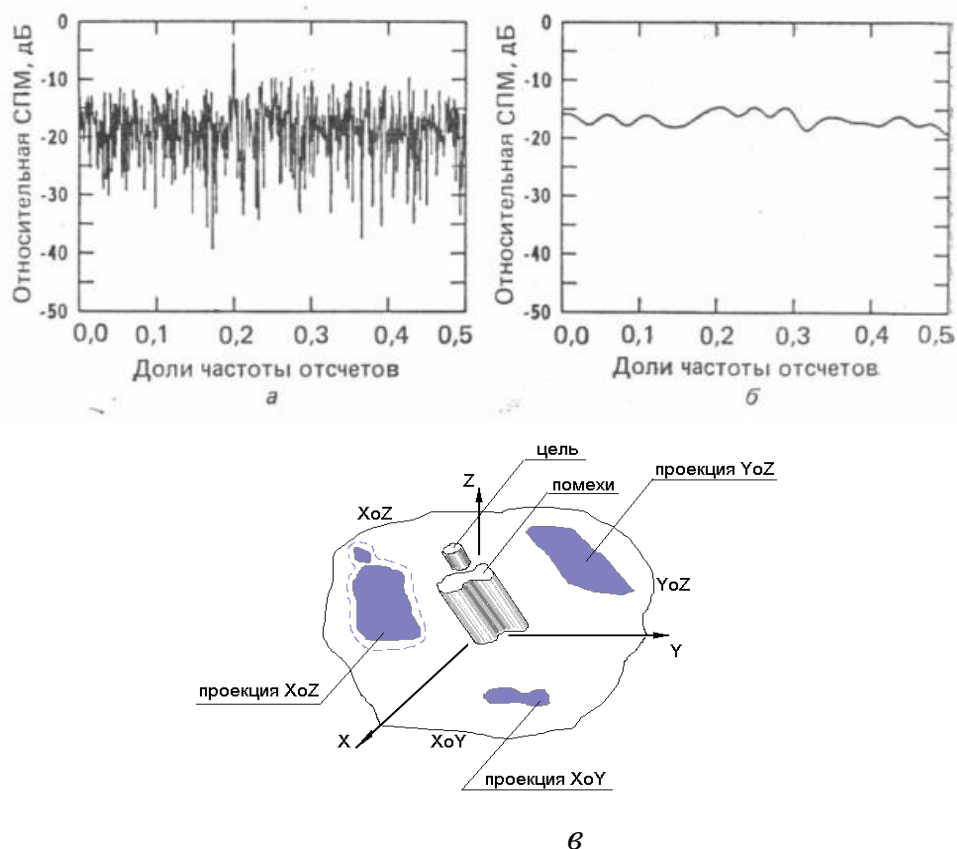 Относительная СПМ, дБ
0
-10
-20
-30
-40
-50
0,0 0,1 0,2 0,3 0,4 0,5
Доли частоты отсчетов
а
Относительная СПМ, дБ
0
-10
-20
-30
-40
-50
0,0 0,1 0,2 0,3 0,4 0,5
Доли частоты отсчетов
б
цель
проекция YoZ
Z
помехи
XoZ
YoZ
Y
проекция XoZ
X
XoY
проекция XoY
в